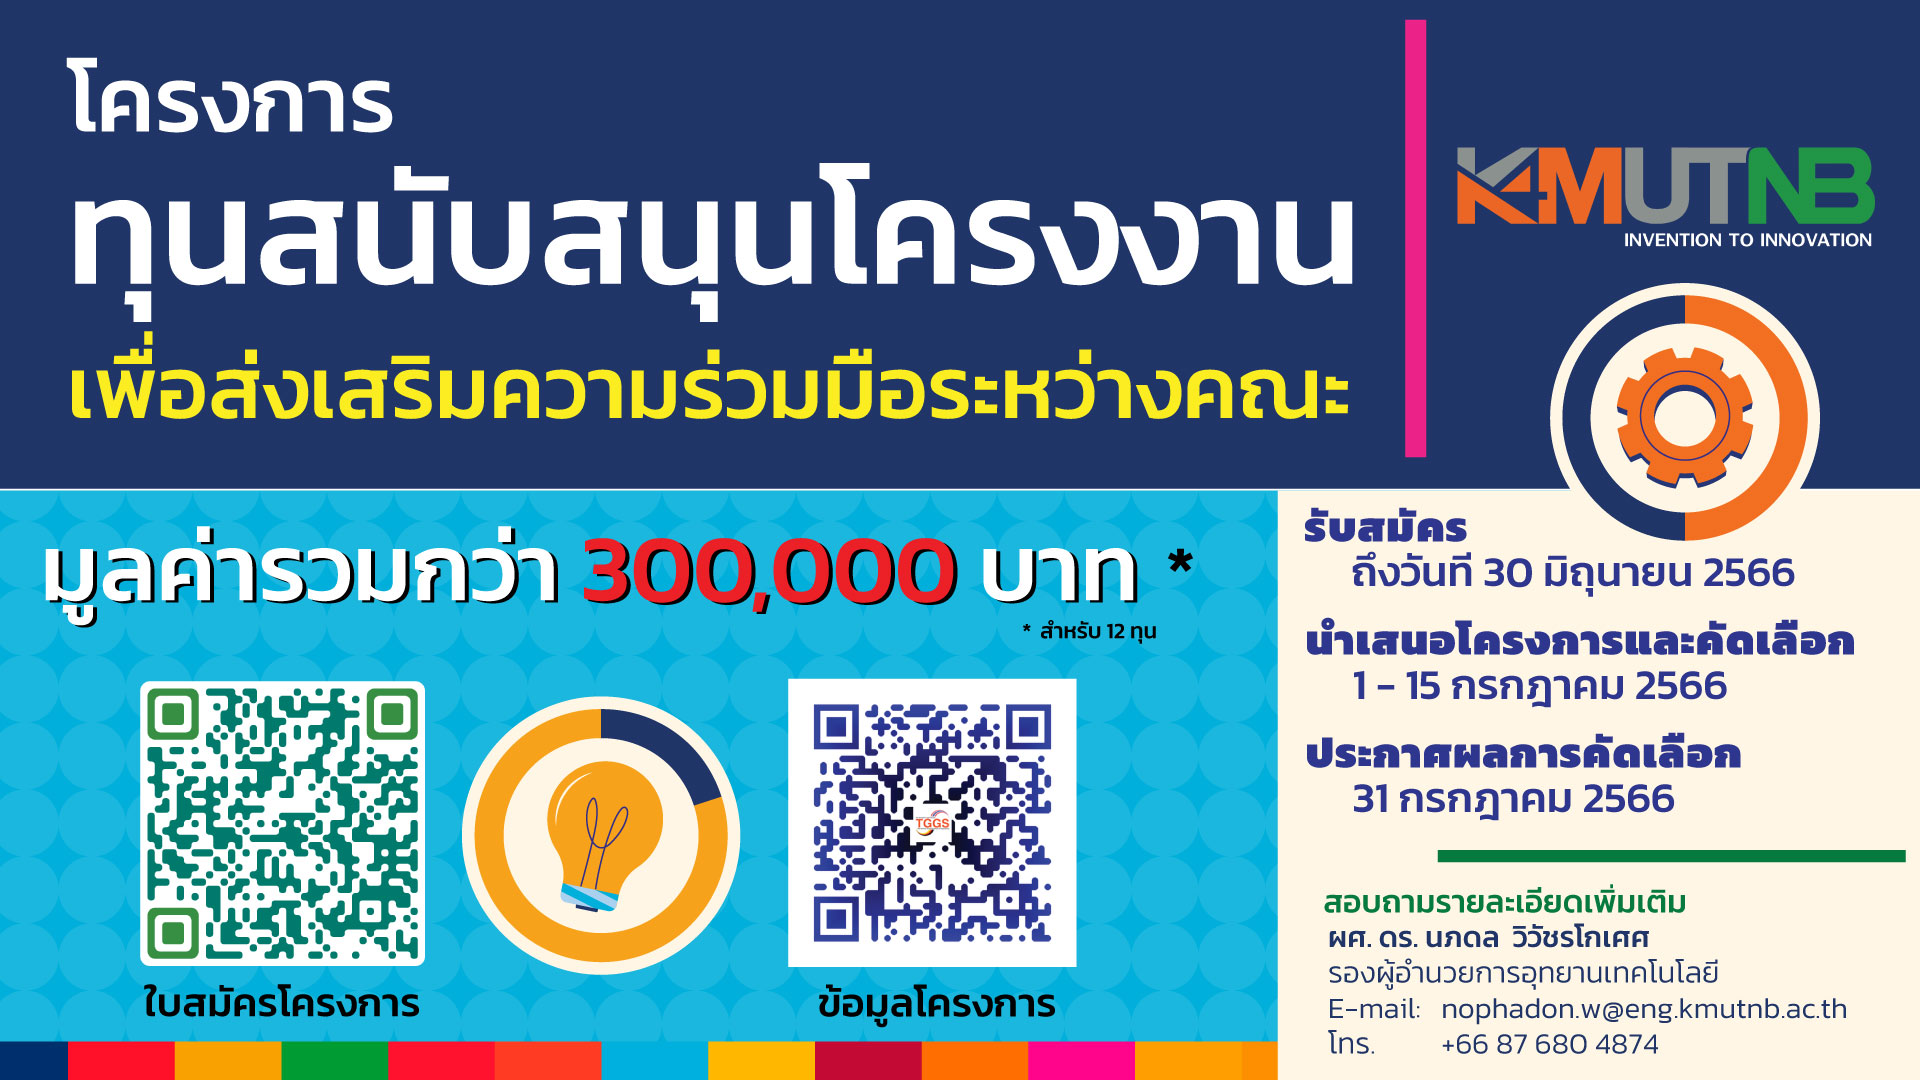 โครงการ
ทุนสนับสนุนโครงงาน
เพื่อส่งเสริมความร่วมมือระหว่างคณะ
KMUTNB
INVENTION TO INNOVATION
มูลค่ารวมกว่า 300,000 บาท *
* สำหรับ 12 ทุน
TGGS
ใบสมัครโครงการ
ข้อมูลโครงการ
รับสมัคร
ถึงวันที่ 30 มิถุนายน 2566
นำเสนอโครงการและคัดเลือก
1 - 15 กรกฎาคม 2566
ประกาศผลการคัดเลือก
31 กรกฎาคม 2566
สอบถามรายละเอียดเพิ่มเติม
ผศ. ดร. นภดล วิวัชรโกเศศ
รองผู้อำนวยการอุทยานเทคโนโลยี
E-mail: nophadon.w@eng.kmutnb.ac.th
โทร. +66 87 680 4874